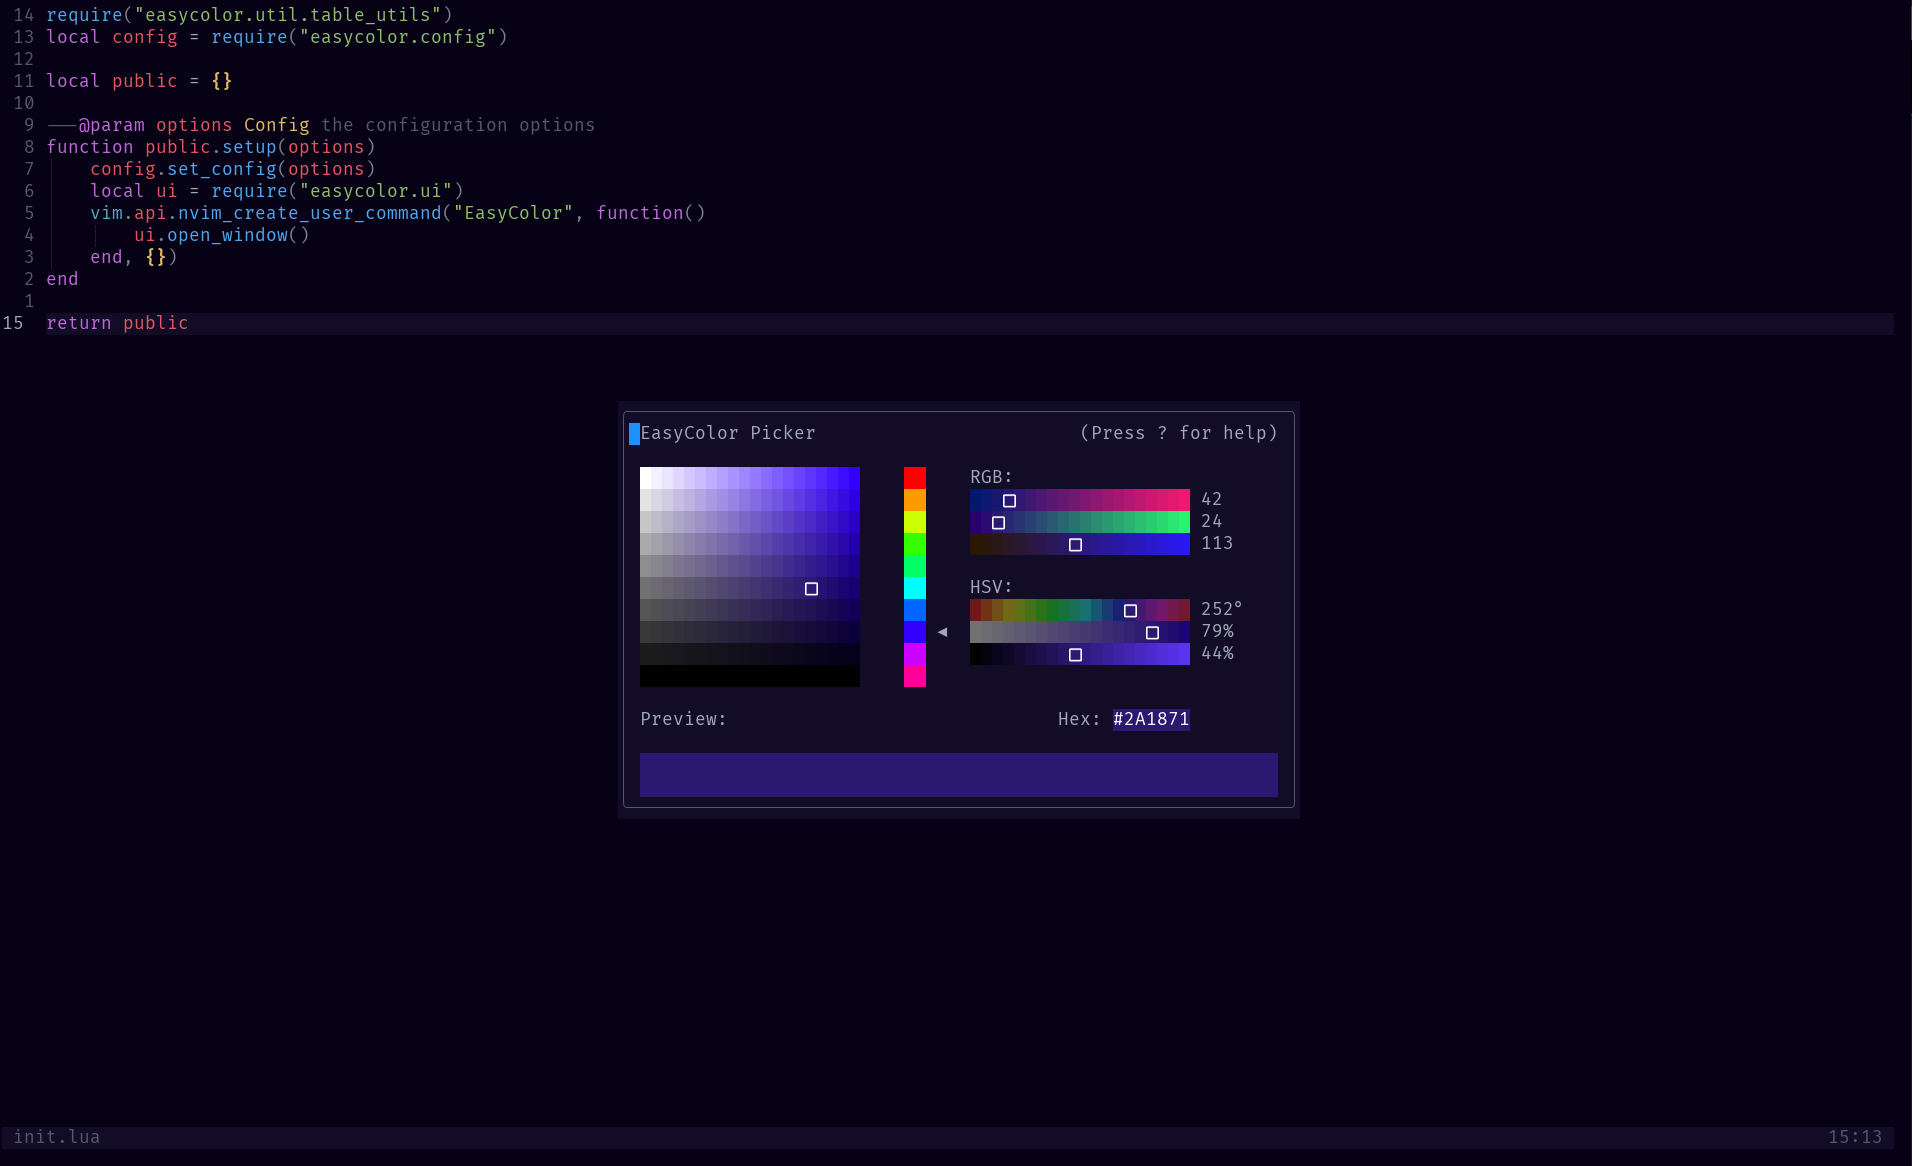 14 require("easycolor.util.table_utils")
13 local config = require("easycolor.config")
12
11 local public = {}
10
9 ---@param options Config the configuration options
8 function public.setup(options)
7     config.set_config(options)
6     local ui = require("easycolor.ui")
5     vim.api.nvim_create_user_command("EasyColor", function()
4         ui.open_window()
3     end, {})
2 end
1
15 return public
EasyColor Picker (Press ? for help)
RGB:
42
24
113
HSV:
252°
79%
44%
Preview: Hex: #2A1871
init.lua 15:13